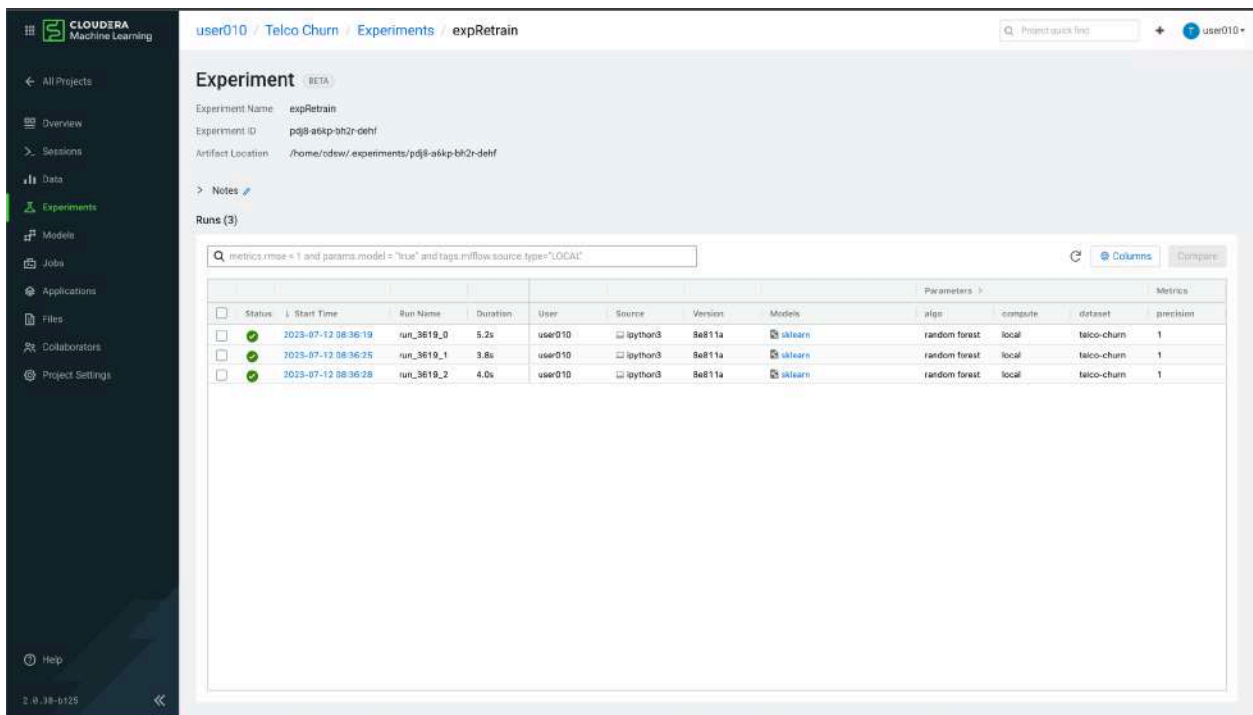 CLOUDERA
Machine Learning
user010 / Telco Churn / Experiments / expRetrain
Project quick find
user010
All Projects
Overview
Sessions
Data
Experiments
Models
Jobs
Applications
Files
Collaborators
Project Settings
Help
2.0.38-b125
Experiment BETA
Experiment Name expRetrain
Experiment ID pdj8-a6kp-bh2r-dehf
Artifact Location /home/cdsw/.experiments/pdj8-a6kp-bh2r-dehf
> Notes
Runs (3)
metrics.rmse < 1 and params.model = "true" and tags.mlflow.source.type="LOCAL"
Columns Compare
Parameters > Metrics
Status ↓ Start Time Run Name Duration User Source Version Models algo compute dataset precision
2023-07-12 08:36:19 run_3619_0 5.2s user010 ipython3 8e811a sklearn random forest local telco-churn 1
2023-07-12 08:36:25 run_3619_1 3.8s user010 ipython3 8e811a sklearn random forest local telco-churn 1
2023-07-12 08:36:28 run_3619_2 4.0s user010 ipython3 8e811a sklearn random forest local telco-churn 1